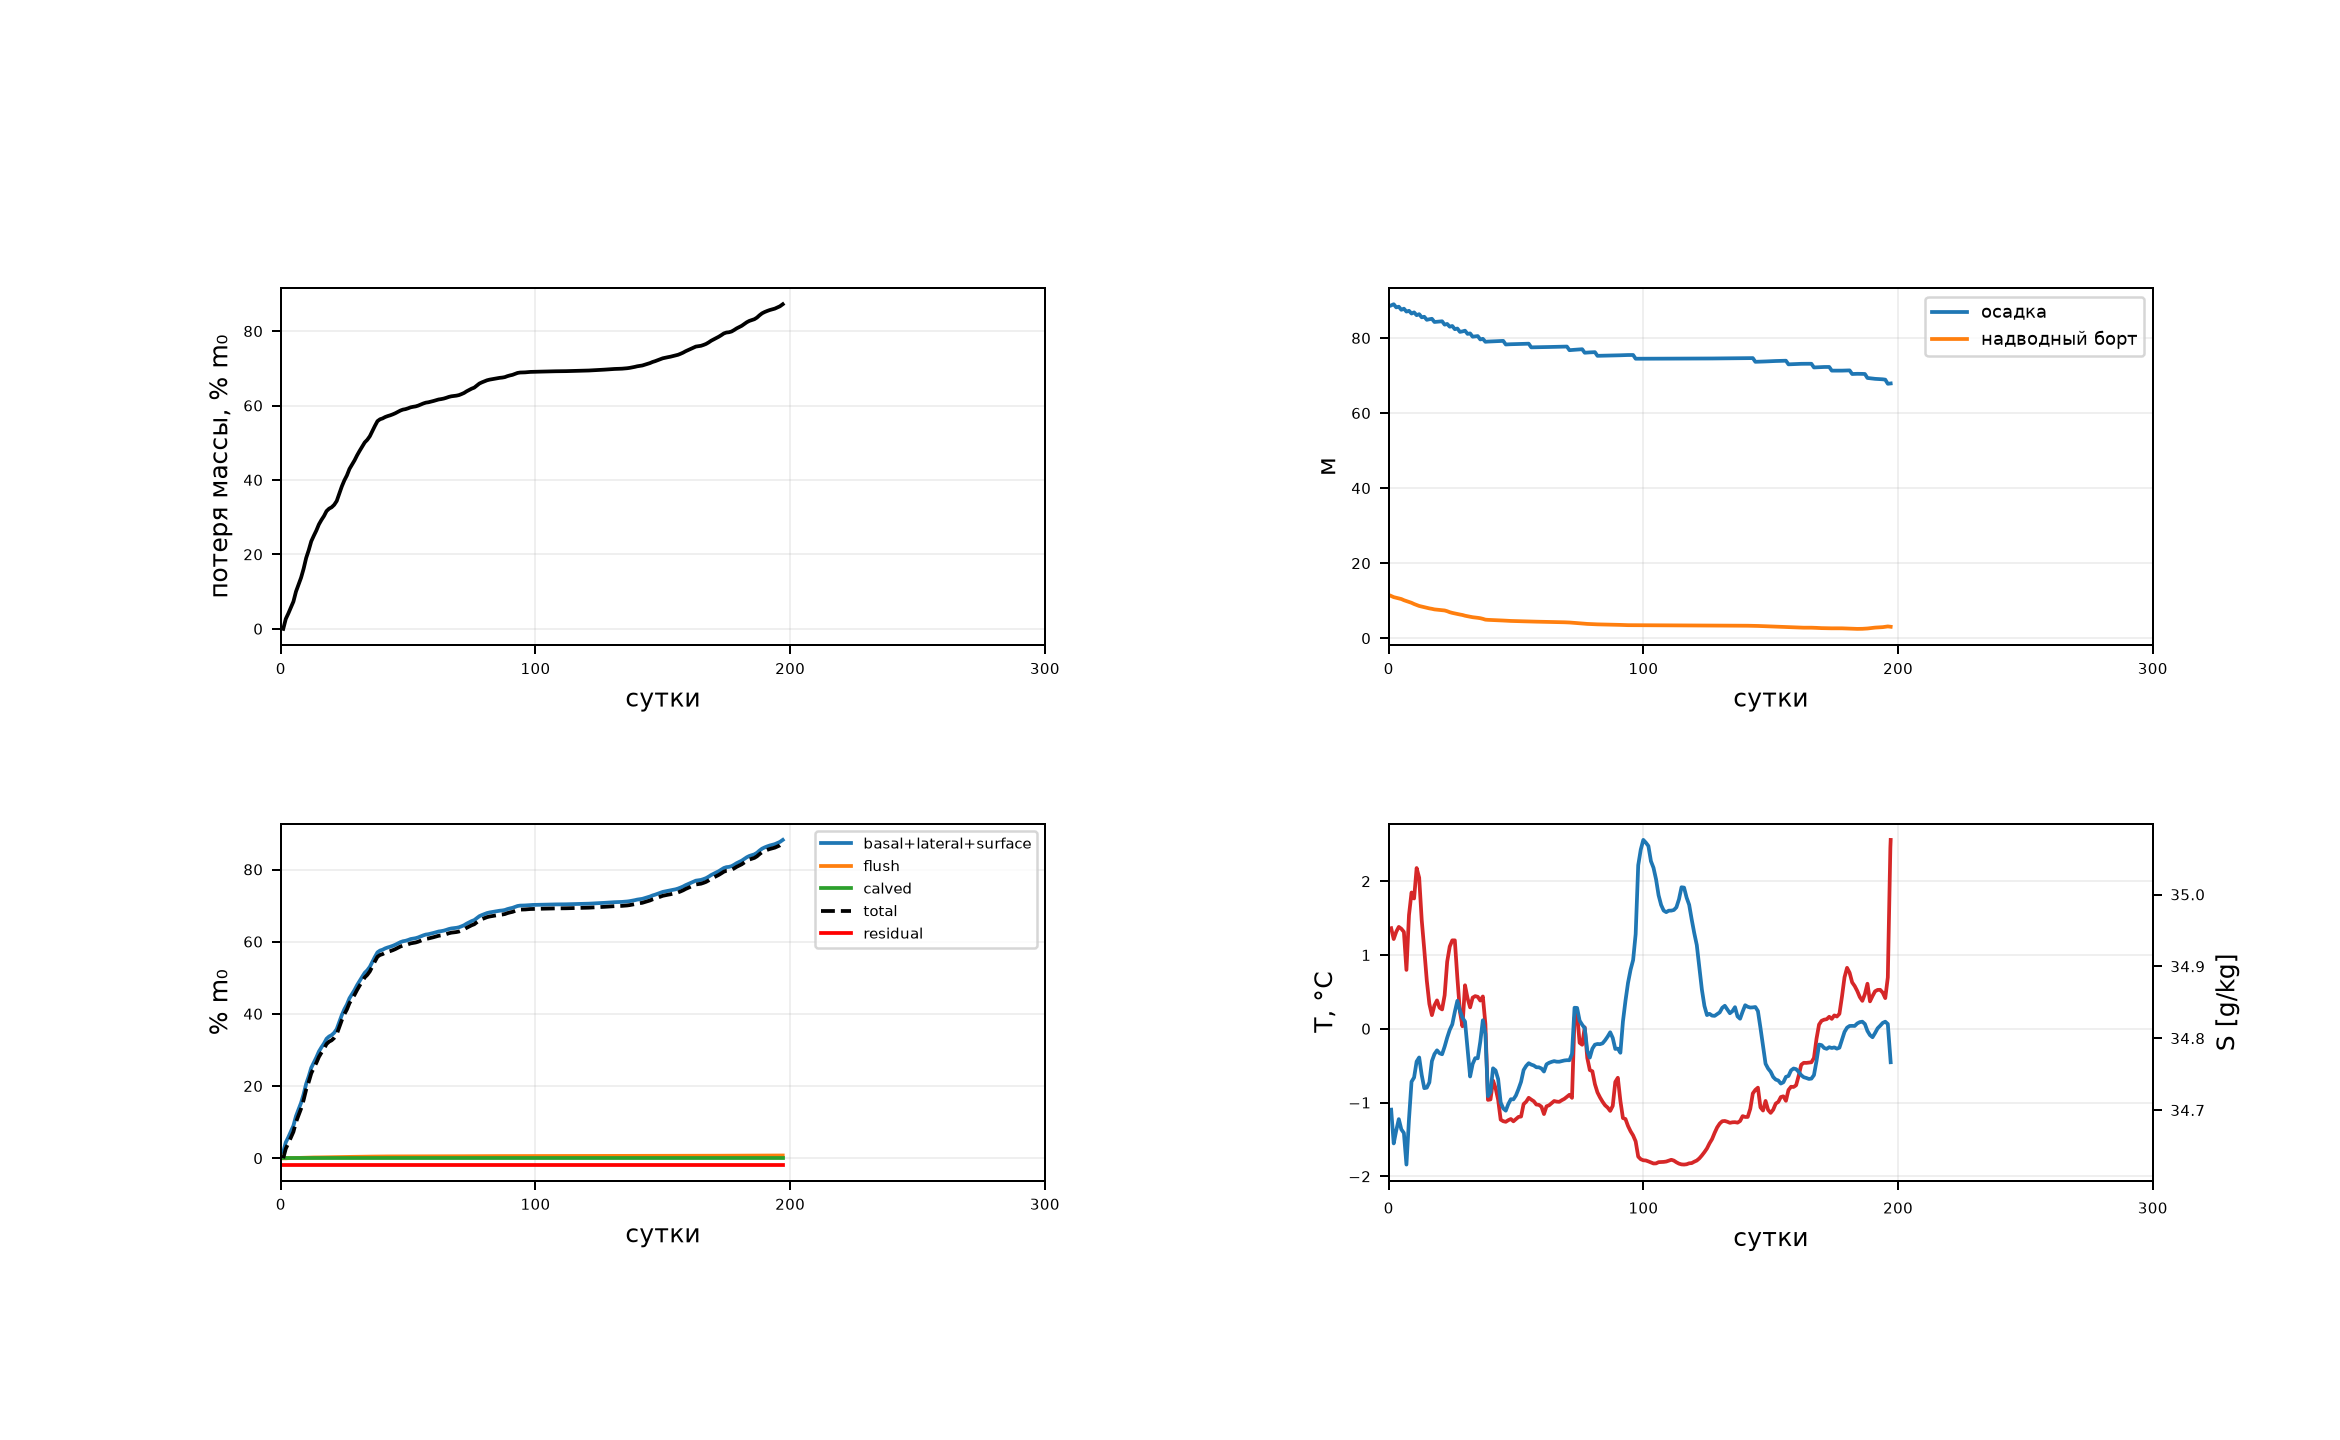 потеря массы, % m₀
80
60
40
20
0
0 100 200 300
сутки
м
80
60
40
20
0
осадка
надводный борт
0 100 200 300
сутки
% m₀
80
60
40
20
0
basal+lateral+surface
flush
calved
total
residual
0 100 200 300
сутки
T, °C
2
1
0
−1
−2
35.0
34.9
34.8
34.7
S [g/kg]
0 100 200 300
сутки